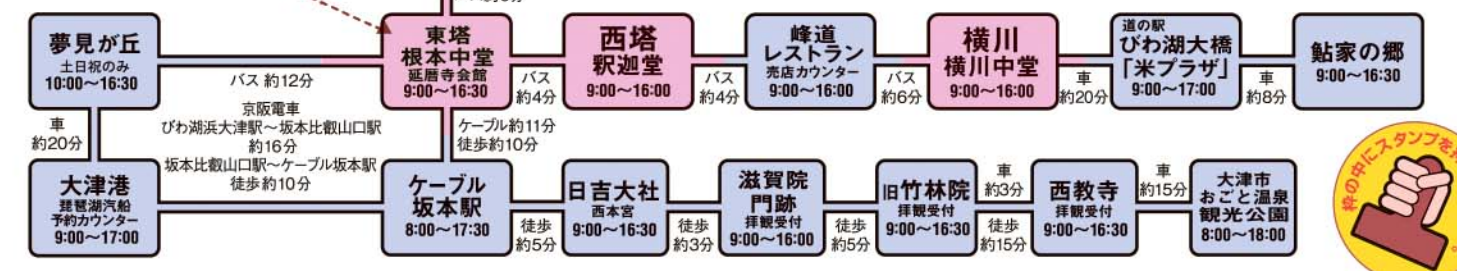 夢見が丘
土日祝のみ
10:00～16:30
バス 約12分
東塔
根本中堂
延暦寺会館
9:00～16:30
バス
約4分
西塔
釈迦堂
9:00～16:00
バス
約4分
峰道
レストラン
売店カウンター
9:00～16:00
バス
約6分
横川
横川中堂
9:00～16:00
車
約20分
道の駅
びわ湖大橋
「米プラザ」
9:00～17:00
車
約8分
鮎家の郷
9:00～16:30
車
約20分
京阪電車
びわ湖浜大津駅～坂本比叡山口駅
約16分
坂本比叡山口駅～ケーブル坂本駅
徒歩約10分
ケーブル約11分
徒歩約10分
大津港
琵琶湖汽船
予約カウンター
9:00～17:00
ケーブル
坂本駅
8:00～17:30
徒歩
約5分
日吉大社
西本宮
9:00～16:30
徒歩
約3分
滋賀院
門跡
拝観受付
9:00～16:00
徒歩
約5分
旧竹林院
拝観受付
9:00～16:30
車
約3分
徒歩
約15分
西教寺
拝観受付
9:00～16:30
車
約15分
大津市
おごと温泉
観光公園
8:00～18:00
枠の中にスタンプを